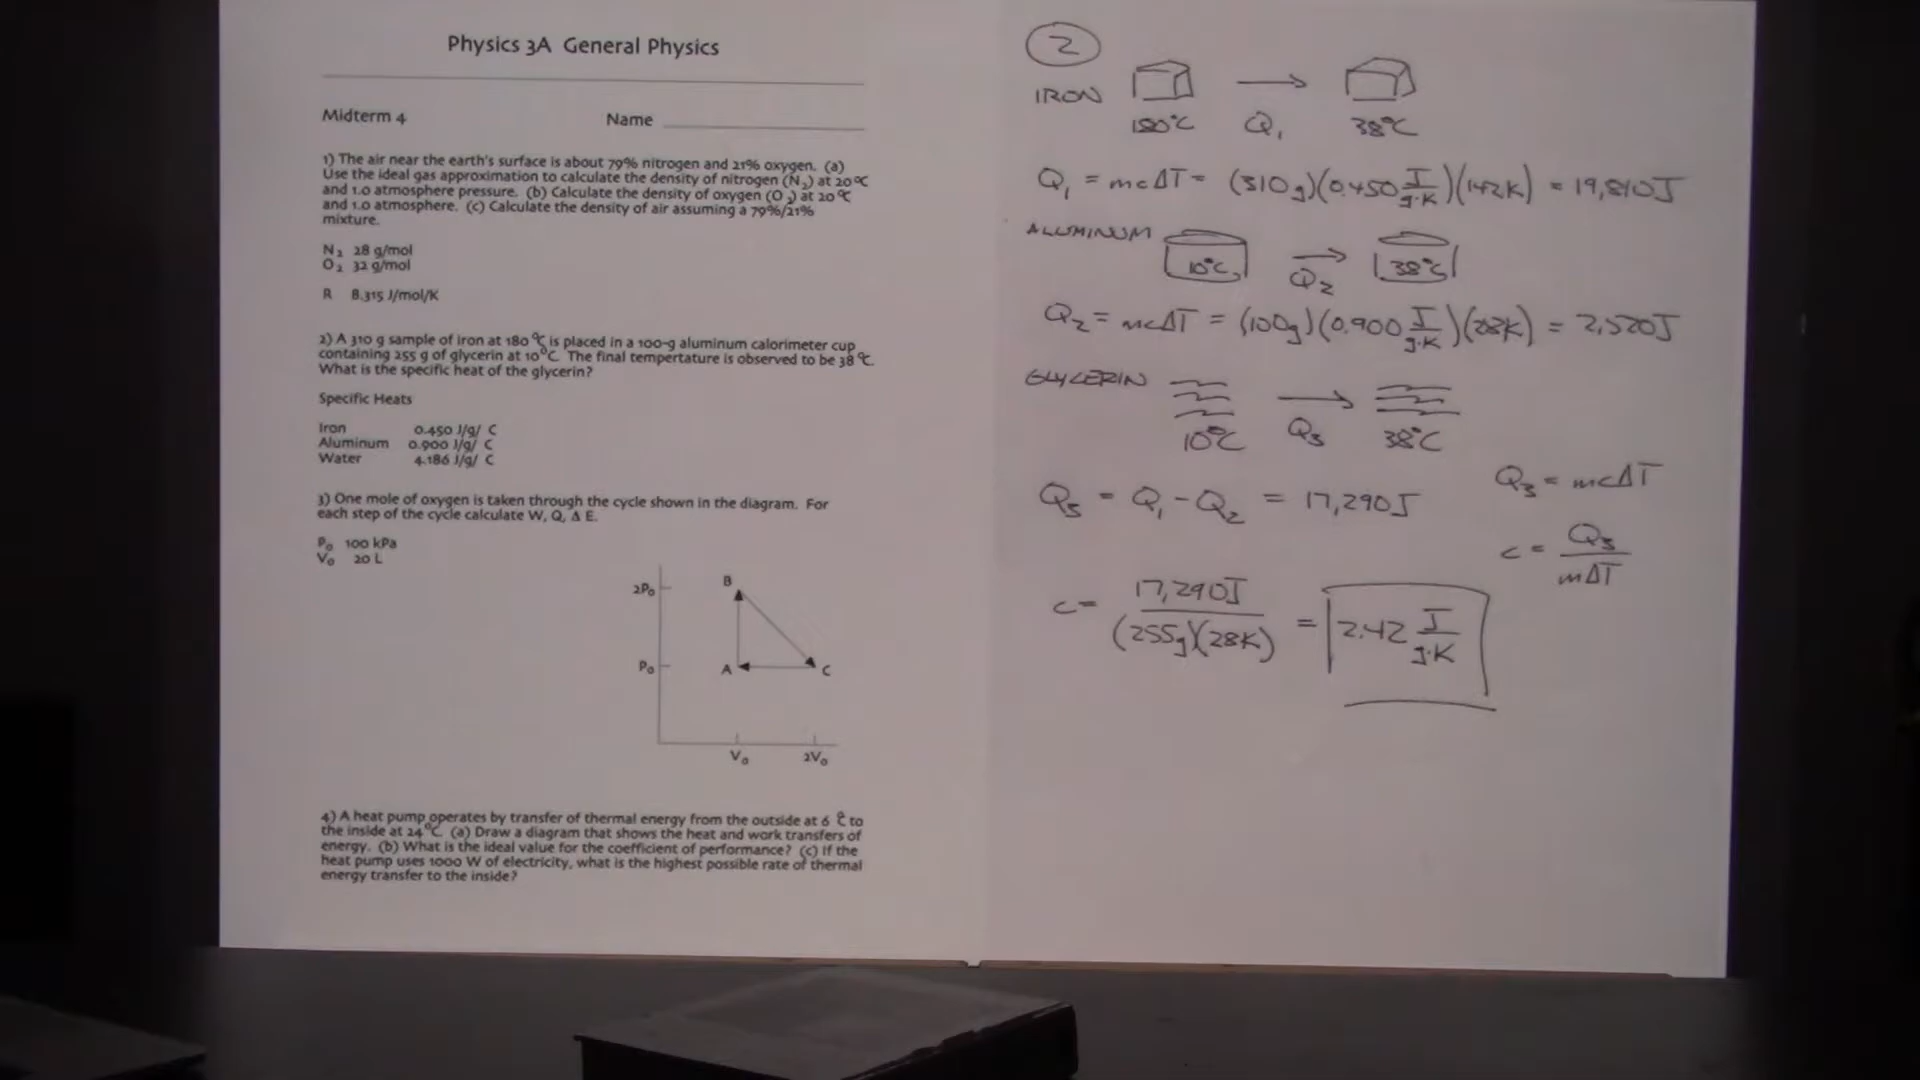 Physics 3A General Physics
Midterm 4 Name
1) The air near the earth's surface is about 79% nitrogen and 21% oxygen. (a)
Use the ideal gas approximation to calculate the density of nitrogen (N₂) at 20 °C
and 1.0 atmosphere pressure. (b) Calculate the density of oxygen (O₂) at 20 °C
and 1.0 atmosphere. (c) Calculate the density of air assuming a 79%/21%
mixture.
N₂ 28 g/mol
O₂ 32 g/mol
R 8.315 J/mol/K
2) A 310 g sample of iron at 180 °C is placed in a 100-g aluminum calorimeter cup
containing 255 g of glycerin at 10°C. The final tempertature is observed to be 38 °C.
What is the specific heat of the glycerin?
Specific Heats
Iron 0.450 J/g/ C
Aluminum 0.900 J/g/ C
Water 4.186 J/g/ C
3) One mole of oxygen is taken through the cycle shown in the diagram. For
each step of the cycle calculate W, Q, Δ E.
P₀ 100 kPa
V₀ 20 L
2P₀ B
P₀ A C
V₀ 2V₀
4) A heat pump operates by transfer of thermal energy from the outside at 6 °C to
the inside at 24 °C. (a) Draw a diagram that shows the heat and work transfers of
energy. (b) What is the ideal value for the coefficient of performance? (c) If the
heat pump uses 1000 W of electricity, what is the highest possible rate of thermal
energy transfer to the inside?
2
IRON → 
180°C Q₁ 38°C
Q₁ = mcΔT = (310g)(0.450 J/g·K)(142K) = 19,810J
ALUMINUM 10°C → 38°C
Q₂
Q₂ = mcΔT = (100g)(0.900 J/g·K)(28K) = 2,520J
GLYCERIN →
10°C Q₃ 38°C
Q₃ = mcΔT
Q₃ = Q₁ - Q₂ = 17,290J
c = Q₃/mΔT
c = 17,290J/(255g)(28K) = 2.42 J/g·K